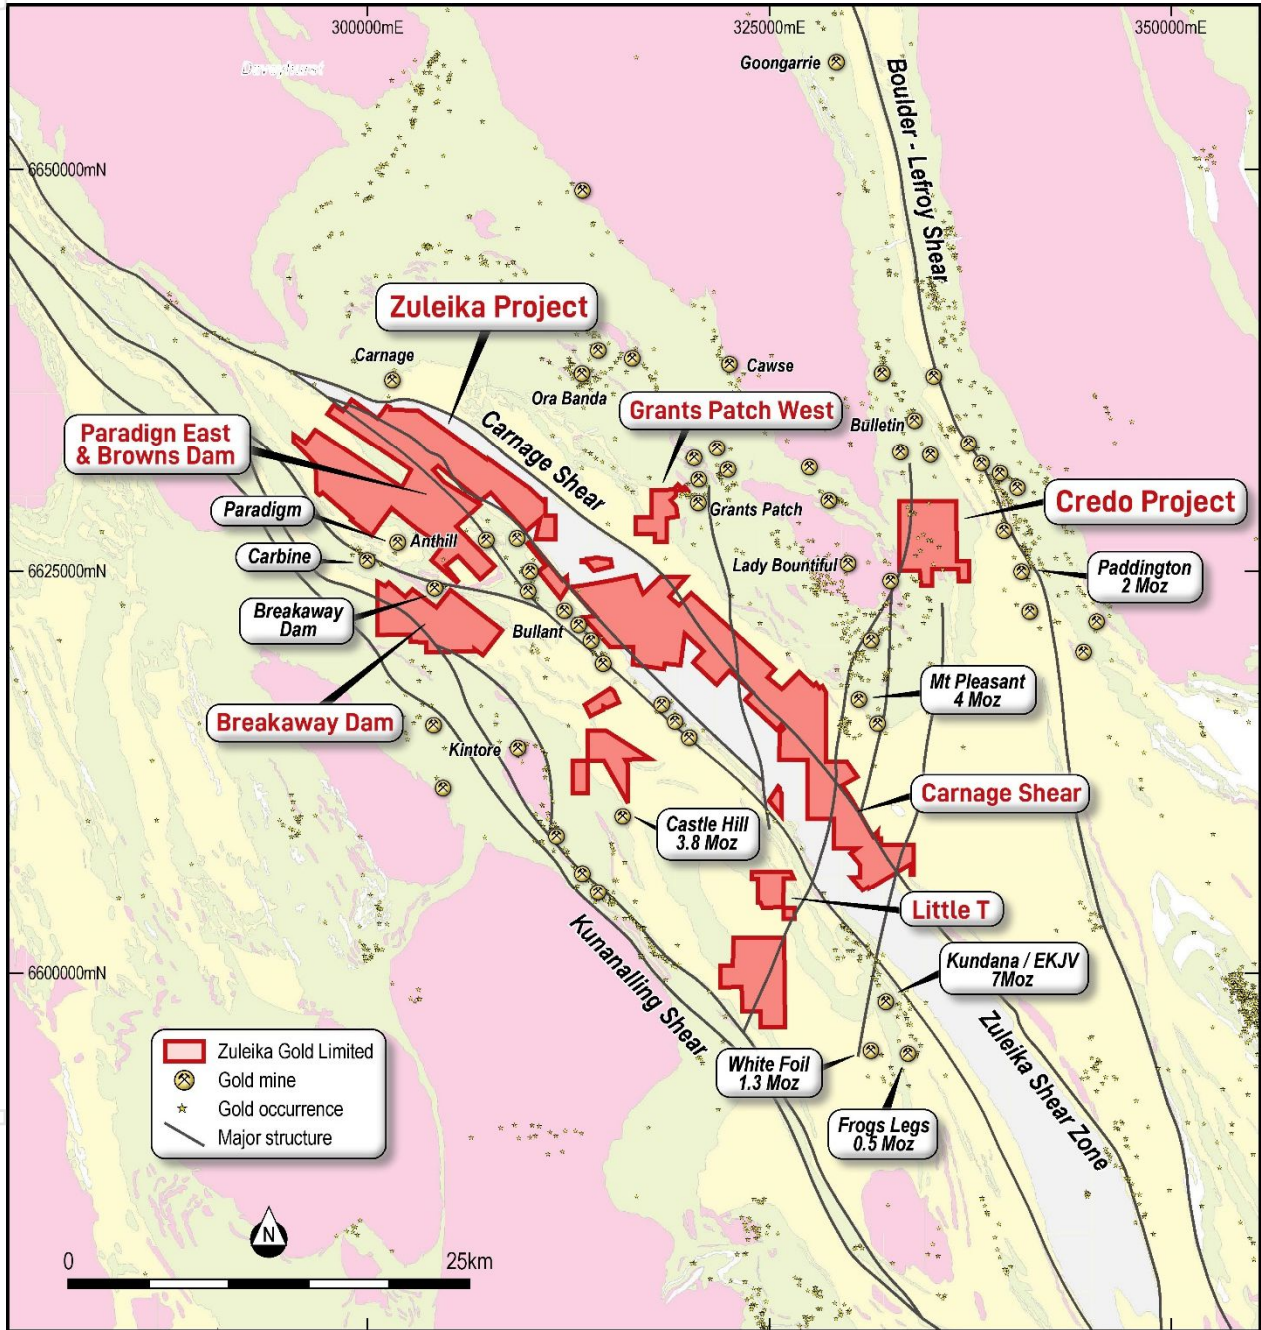 300000mE
325000mE
350000mE
Goongarrie
Boulder - Lefroy Shear
6650000mN
Zuleika Project
Carnage
Cawse
Ora Banda
Grants Patch West
Bulletin
Carnage Shear
Paradign East
& Browns Dam
Credo Project
Paradigm
Grants Patch
Anthill
Carbine
Lady Bountiful
Paddington
2 Moz
6625000mN
Breakaway
Dam
Bullant
Mt Pleasant
4 Moz
Breakaway Dam
Kintore
Carnage Shear
Castle Hill
3.8 Moz
Little T
Kunanalling Shear
Kundana / EKJV
7Moz
6600000mN
Zuleika Shear Zone
White Foil
1.3 Moz
Frogs Legs
0.5 Moz
Zuleika Gold Limited
Gold mine
Gold occurrence
Major structure
N
0
25km